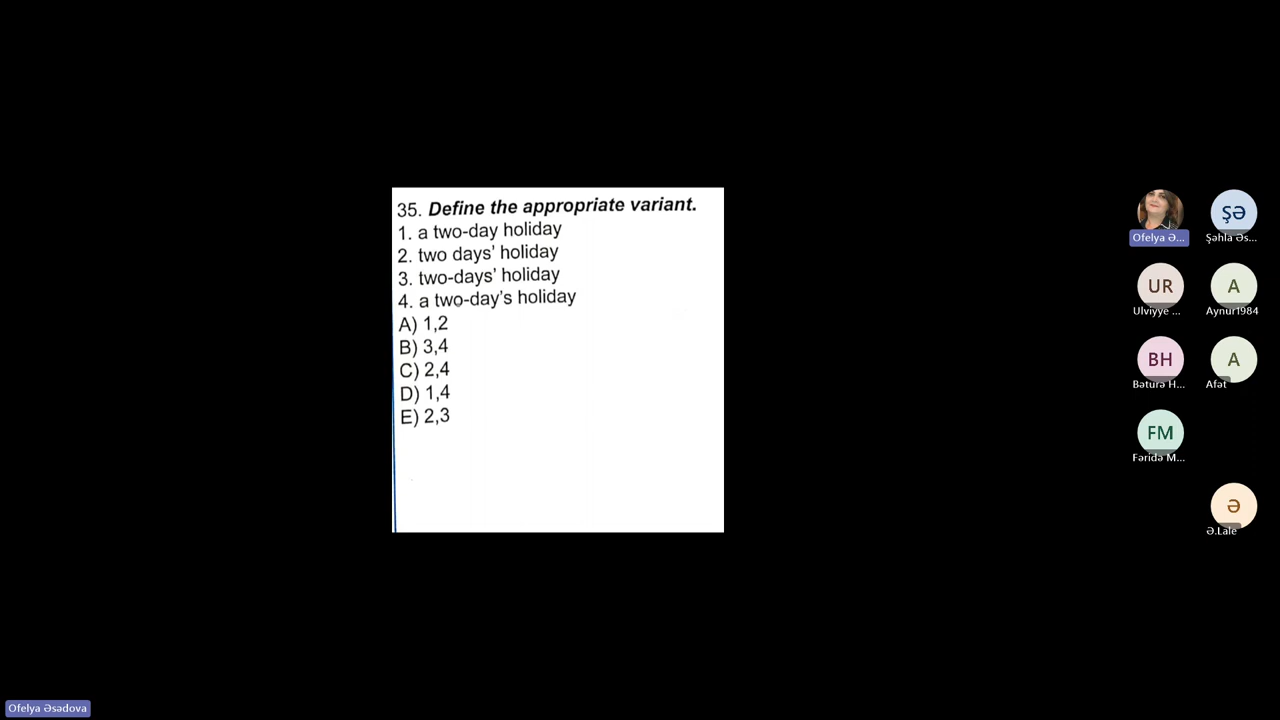 35. Define the appropriate variant.
1. a two-day holiday
2. two days' holiday
3. two-days' holiday
4. a two-day's holiday
A) 1,2
B) 3,4
C) 2,4
D) 1,4
E) 2,3
Ofelya Ə...
ŞƏ
Şəhla Əs...
UR
Ulviyye ...
A
Aynur1984
BH
Bəturə H...
A
Afət
FM
Fəridə M...
Ə
Ə.Lale
Ofelya Əsədova